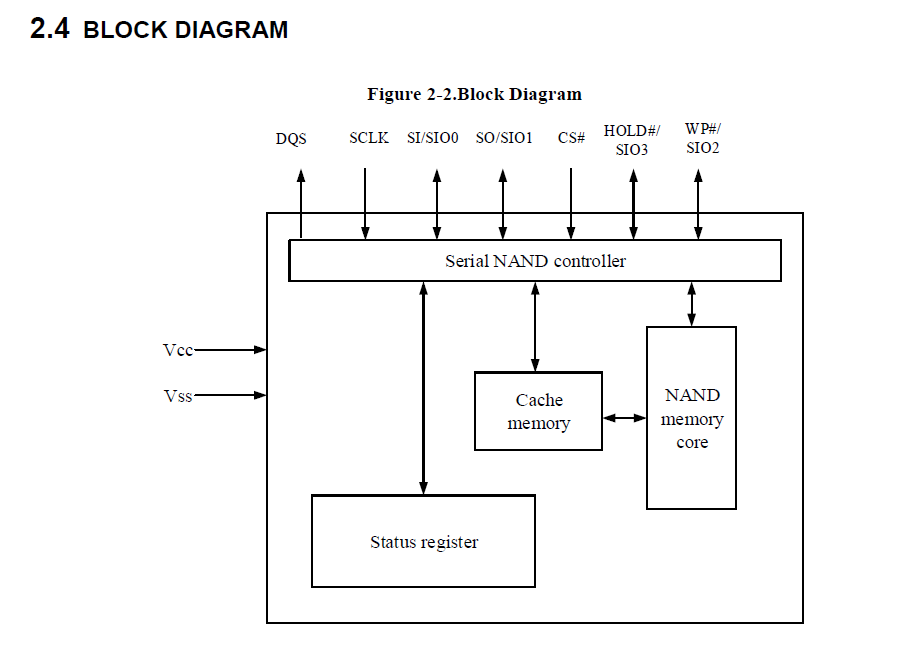 2.4 BLOCK DIAGRAM
Figure 2-2.Block Diagram
DQS
SCLK
SI/SIO0
SO/SIO1
CS#
HOLD#/
SIO3
WP#/
SIO2
Serial NAND controller
Vcc
Vss
Cache
memory
NAND
memory
core
Status register